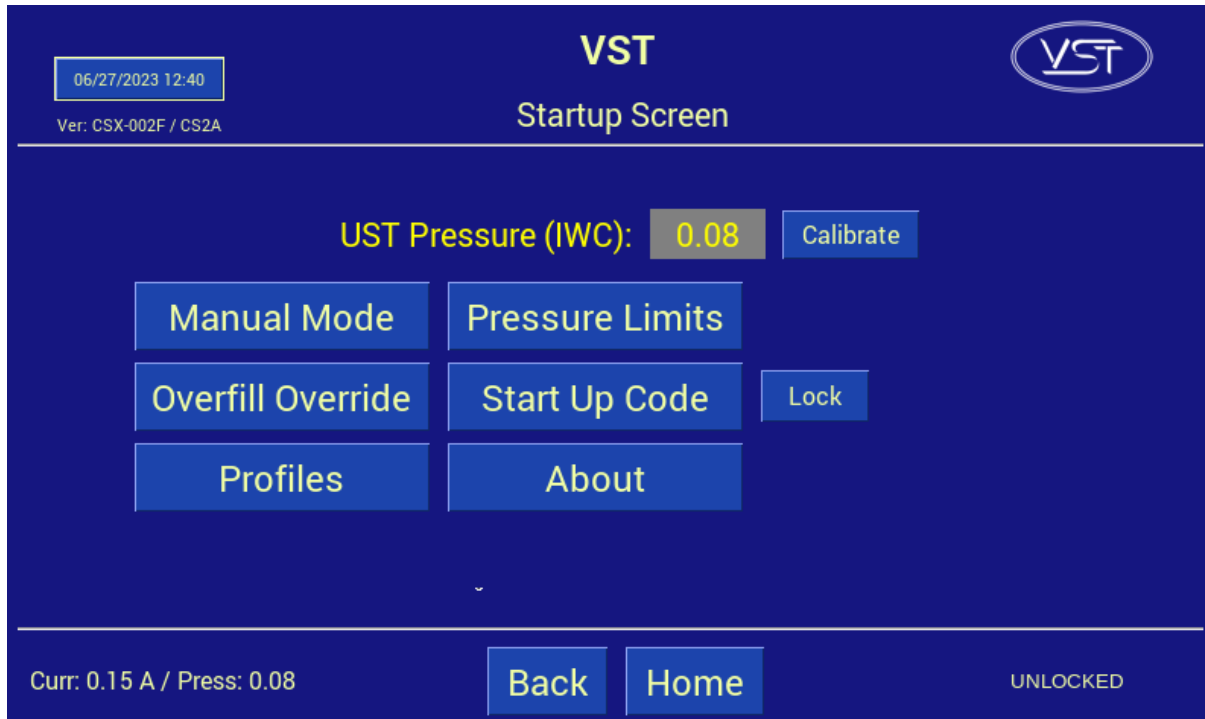 VST
VST
06/27/2023 12:40
Startup Screen
Ver: CSX-002F / CS2A
UST Pressure (IWC): 0.08 Calibrate
Manual Mode Pressure Limits
Overfill Override Start Up Code Lock
Profiles About
Curr: 0.15 A / Press: 0.08 Back Home UNLOCKED